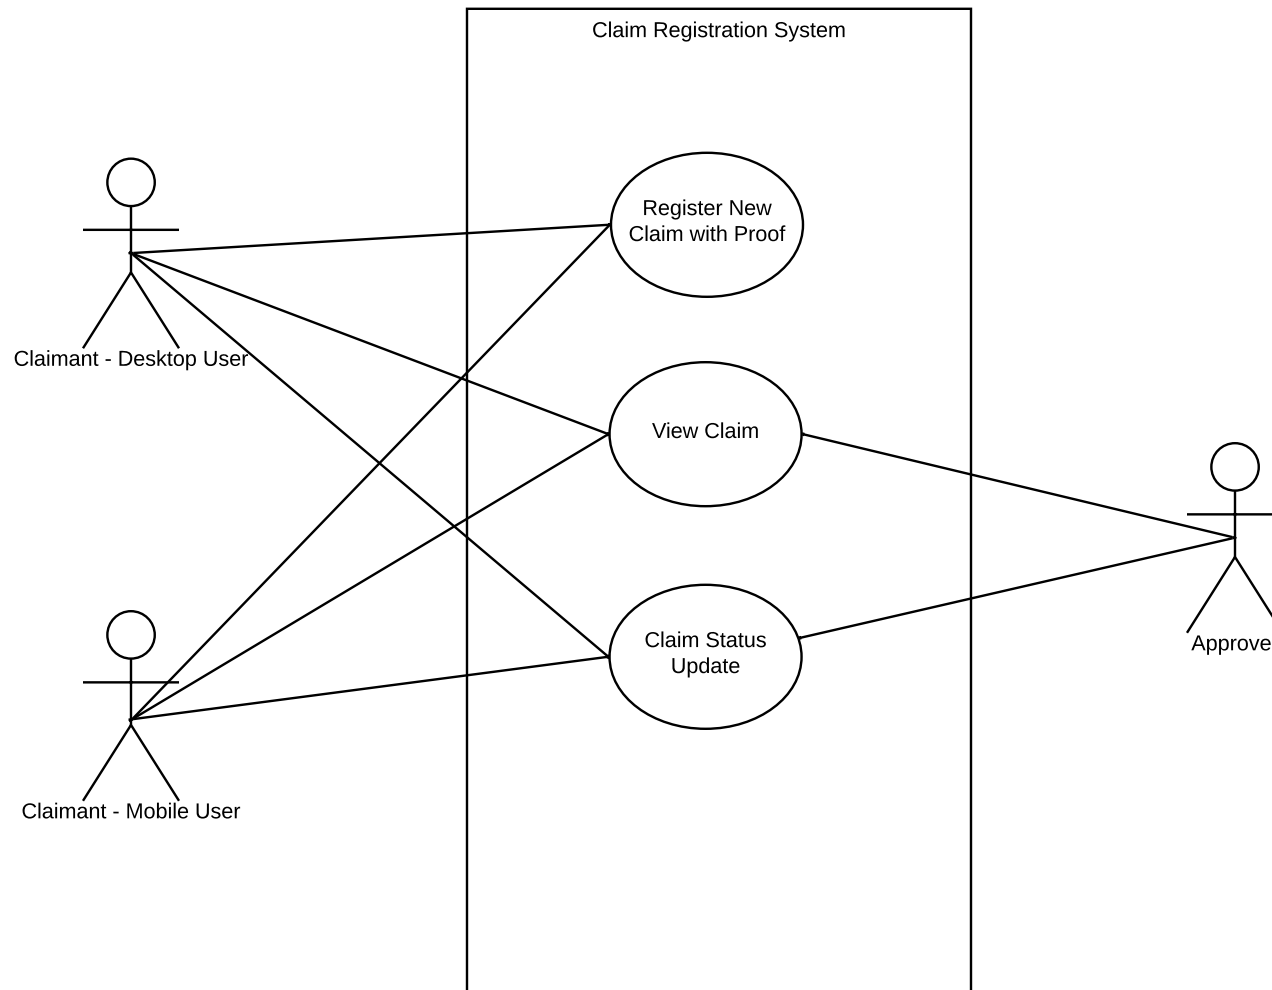 Claim Registration System
Register New
Claim with Proof
Claimant - Desktop User
View Claim
Claim Status
Update
Approve
Claimant - Mobile User